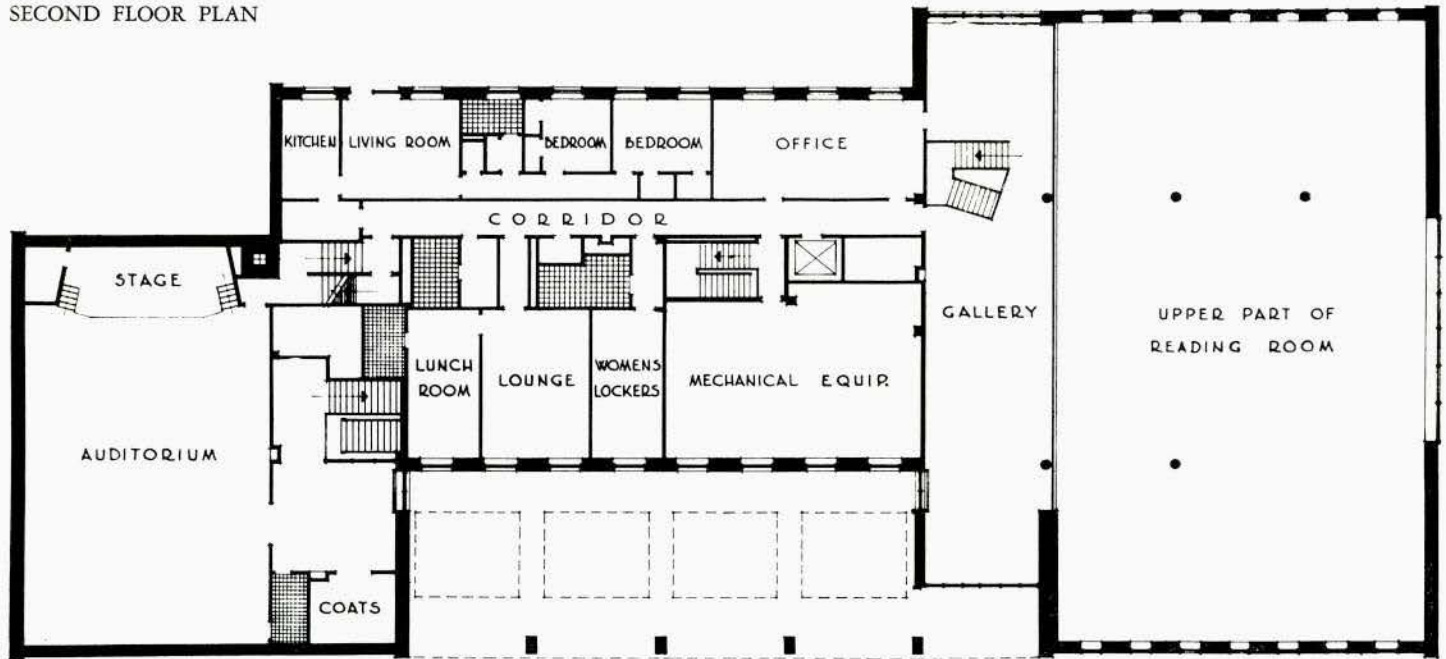 SECOND FLOOR PLAN
KITCHEN
LIVING ROOM
BEDROOM
BEDROOM
OFFICE
CORRIDOR
STAGE
GALLERY
UPPER PART OF
READING ROOM
LUNCH
ROOM
LOUNGE
WOMENS
LOCKERS
MECHANICAL EQUIP.
AUDITORIUM
COATS